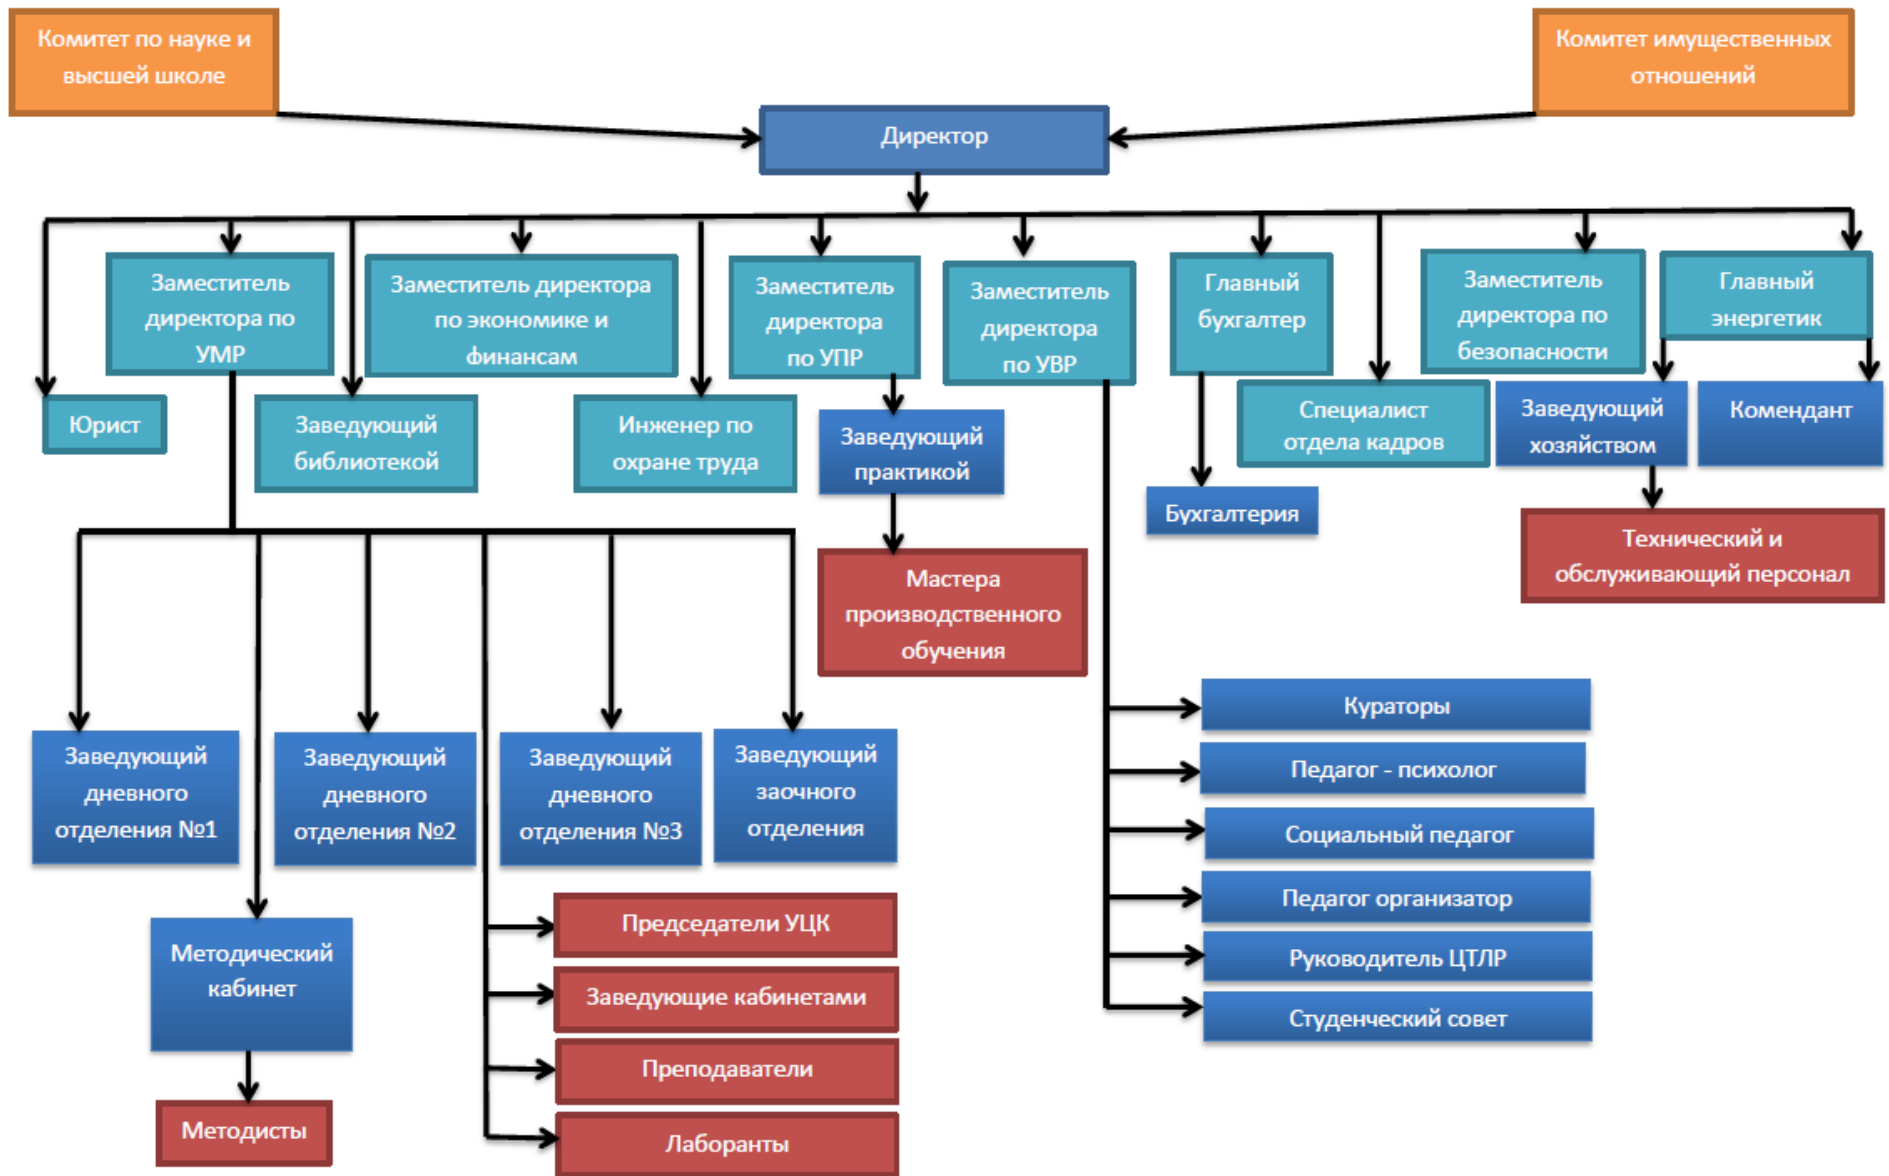 Комитет по науке и
высшей школе
Комитет имущественных
отношений
Директор
Заместитель
директора по
УМР
Заместитель директора
по экономике и
финансам
Заместитель
директора
по УПР
Заместитель
директора
по УВР
Главный
бухгалтер
Заместитель
директора по
безопасности
Главный
энергетик
Юрист
Заведующий
библиотекой
Инженер по
охране труда
Заведующий
практикой
Специалист
отдела кадров
Заведующий
хозяйством
Комендант
Бухгалтерия
Технический и
обслуживающий персонал
Мастера
производственного
обучения
Заведующий
дневного
отделения №1
Заведующий
дневного
отделения №2
Заведующий
дневного
отделения №3
Заведующий
заочного
отделения
Кураторы
Педагог - психолог
Социальный педагог
Педагог организатор
Руководитель ЦТЛР
Студенческий совет
Методический
кабинет
Методисты
Председатели УЦК
Заведующие кабинетами
Преподаватели
Лаборанты